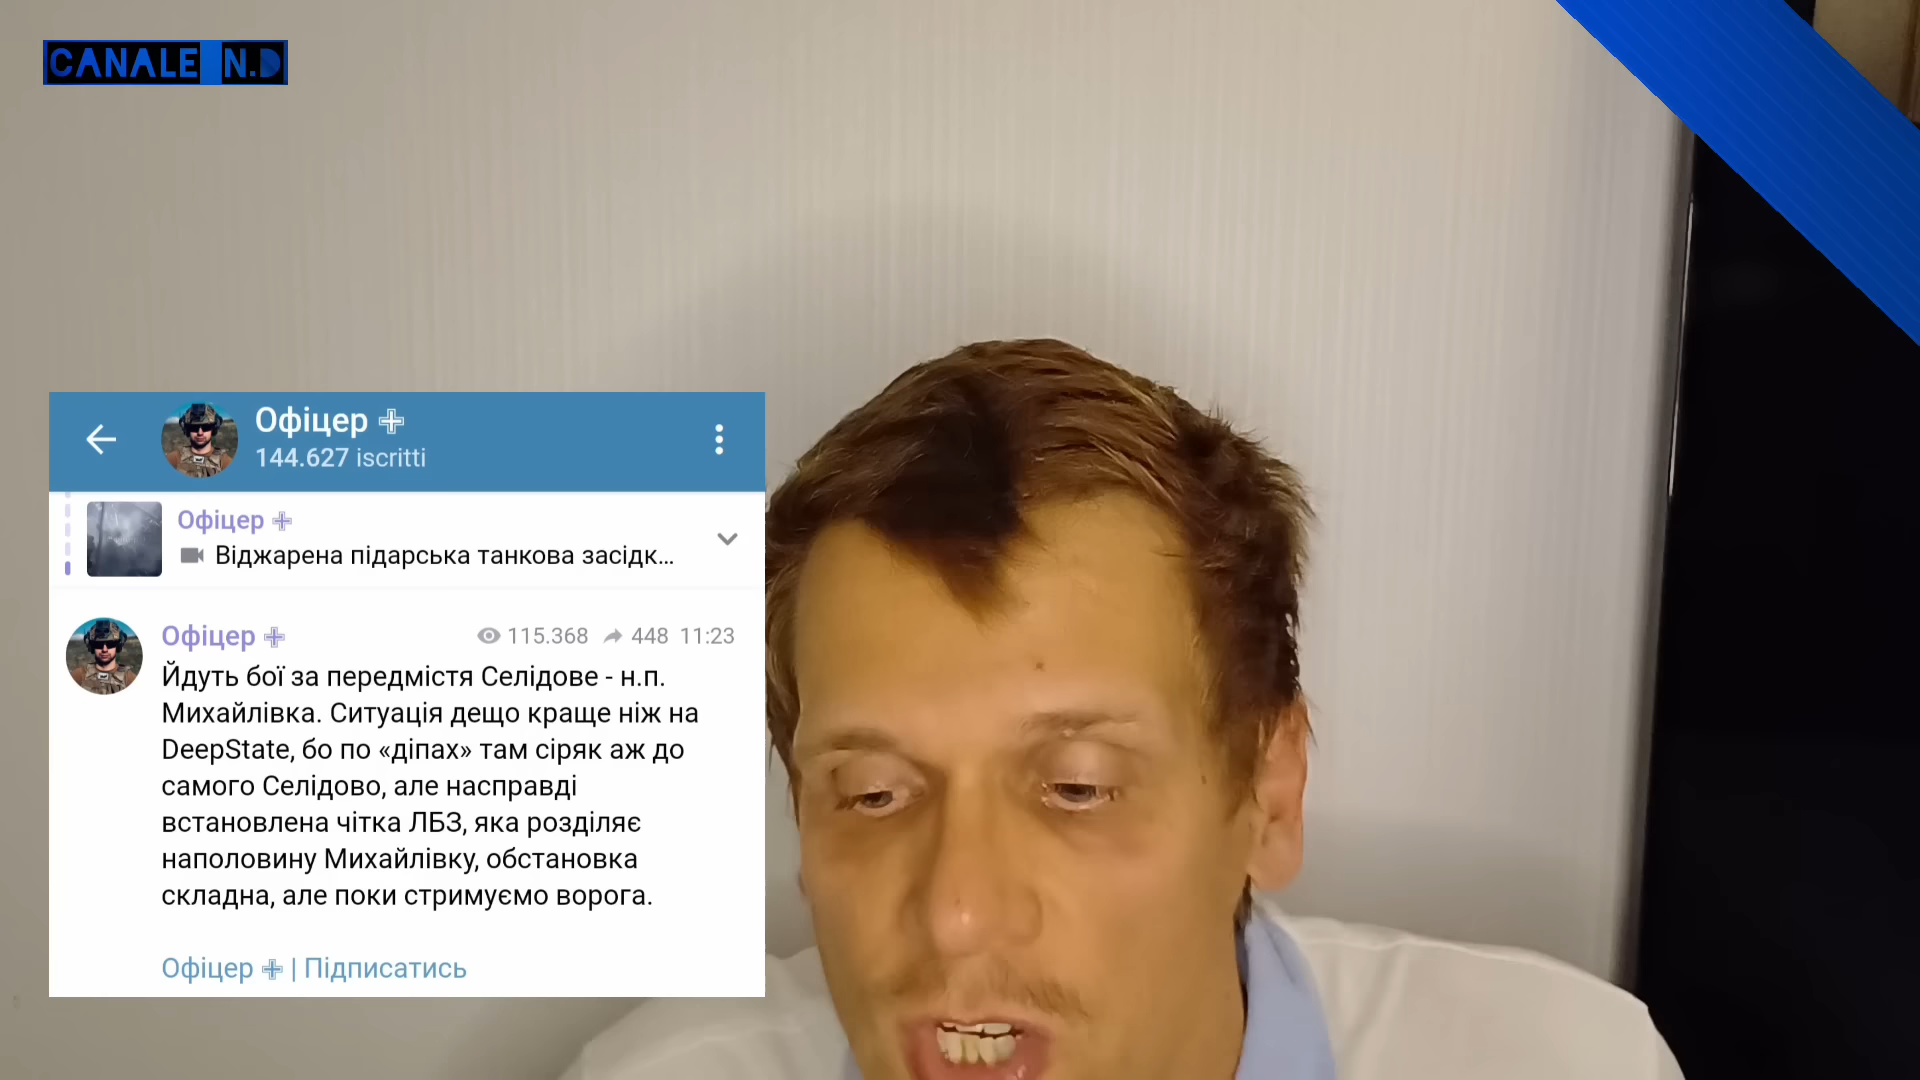 CANALE N.D
Офіцер
144.627 iscritti
Офіцер
Віджарена підарська танкова засідк...
Офіцер 115.368 448 11:23
Йдуть бої за передмістя Селідове - н.п.
Михайлівка. Ситуація дещо краще ніж на
DeepState, бо по «діпах» там сіряк аж до
самого Селідово, але насправді
встановлена чітка ЛБЗ, яка розділяє
наполовину Михайлівку, обстановка
складна, але поки стримуємо ворога.
Офіцер | Підписатись